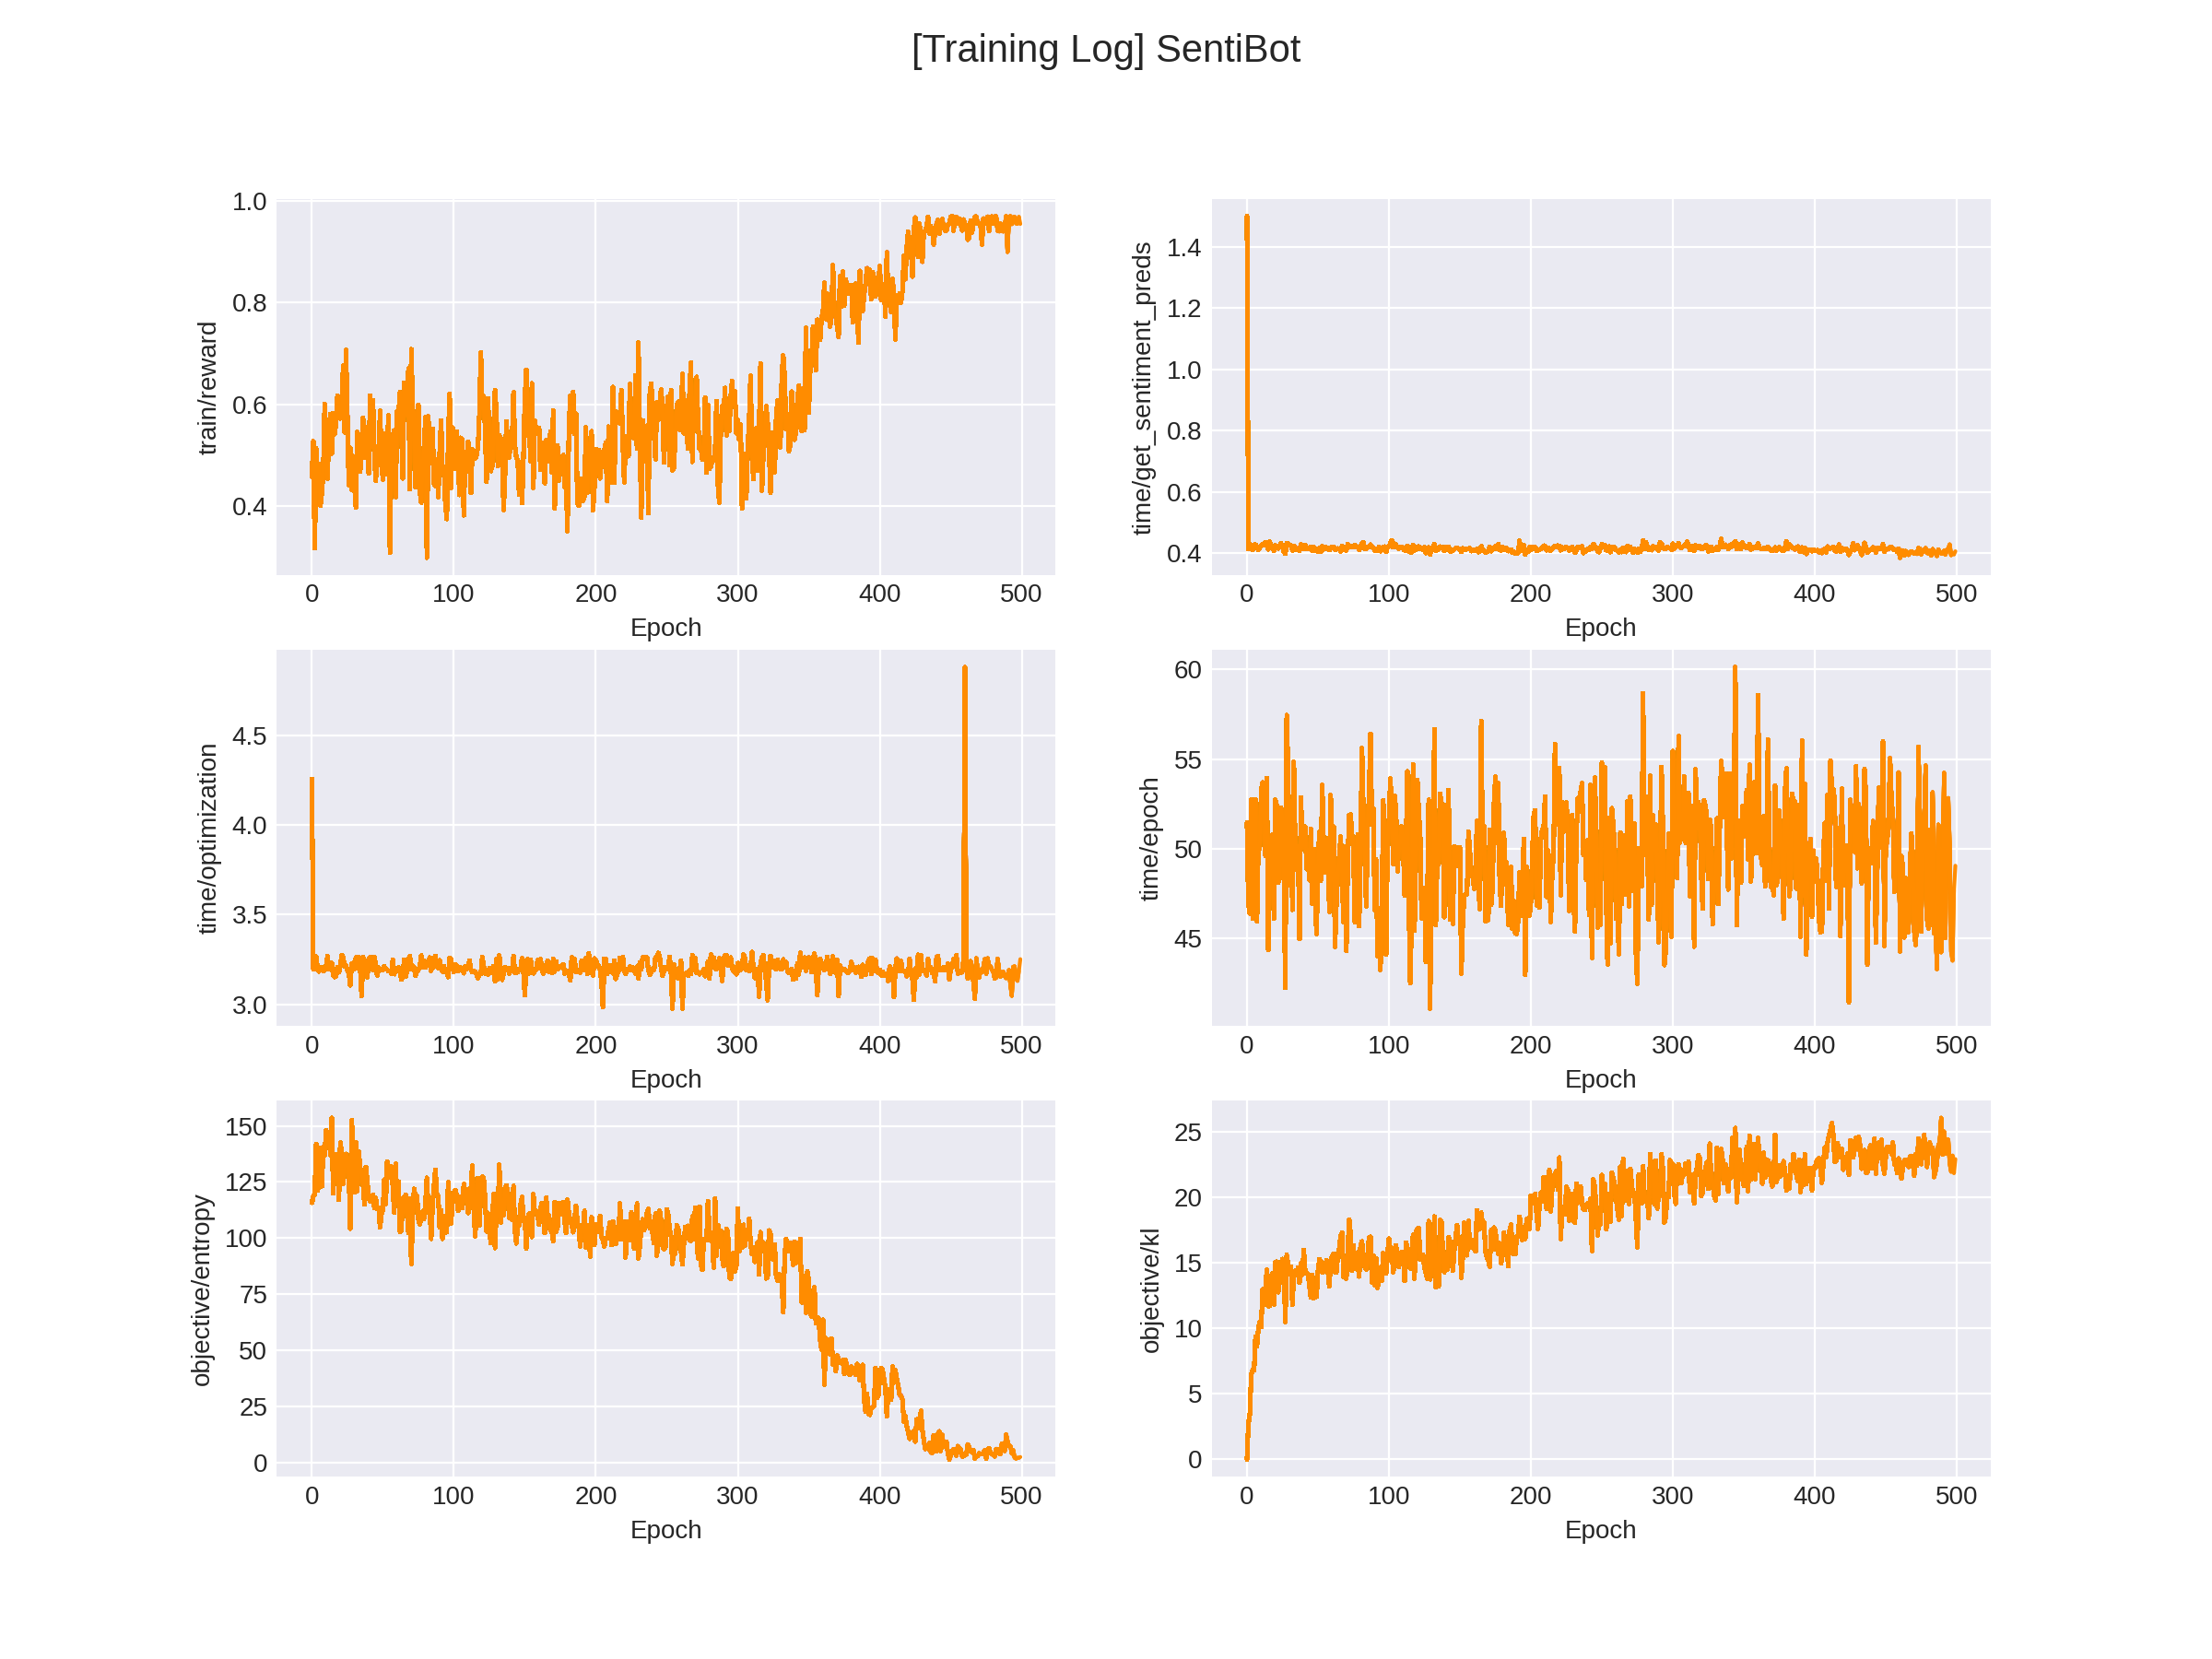 [Training Log] SentiBot
train/reward
1.0
0.8
0.6
0.4
0 100 200 300 400 500
Epoch
time/get_sentiment_preds
1.4
1.2
1.0
0.8
0.6
0.4
0 100 200 300 400 500
Epoch
time/optimization
4.5
4.0
3.5
3.0
0 100 200 300 400 500
Epoch
time/epoch
60
55
50
45
0 100 200 300 400 500
Epoch
objective/entropy
150
125
100
75
50
25
0
0 100 200 300 400 500
Epoch
objective/kl
25
20
15
10
5
0
0 100 200 300 400 500
Epoch